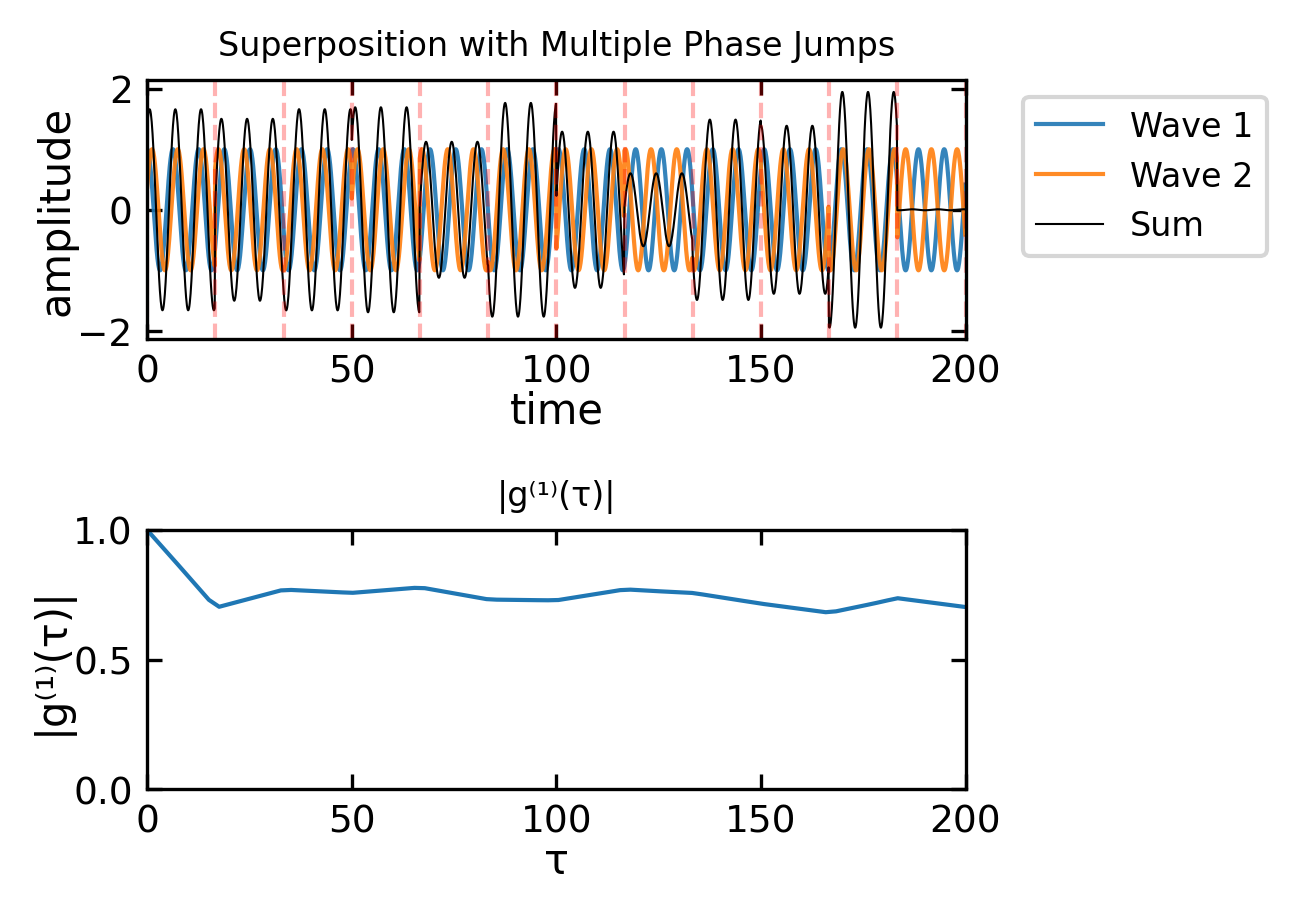 Superposition with Multiple Phase Jumps
amplitude
2
0
−2
0 50 100 150 200
time
Wave 1
Wave 2
Sum
|g⁽¹⁾(τ)|
|g⁽¹⁾(τ)|
1.0
0.5
0.0
0 50 100 150 200
τ